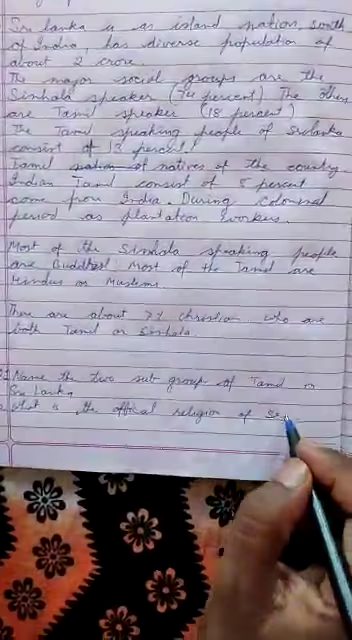 Sri lanka is an island nation, south
of India, has diverse population of
about 2 crore.
The major social groups are the
Sinhala speaker (74 percent) The other
are Tamil speaker (18 percent)
The Tamil speaking people of Srilanka
consist of 13 percent.
Tamil nation of natives of the country.
Indian Tamil consist of 5 percent
come from India. During colonial
period as plantation workers.
Most of the Sinhala speaking people
are Buddhist. Most of the Tamil are
Hindus or Muslims
There are about 7% christian who are
both Tamil or Sinhala
Name the two sub group of Tamil in
Sri Lanka
What is the official religion of